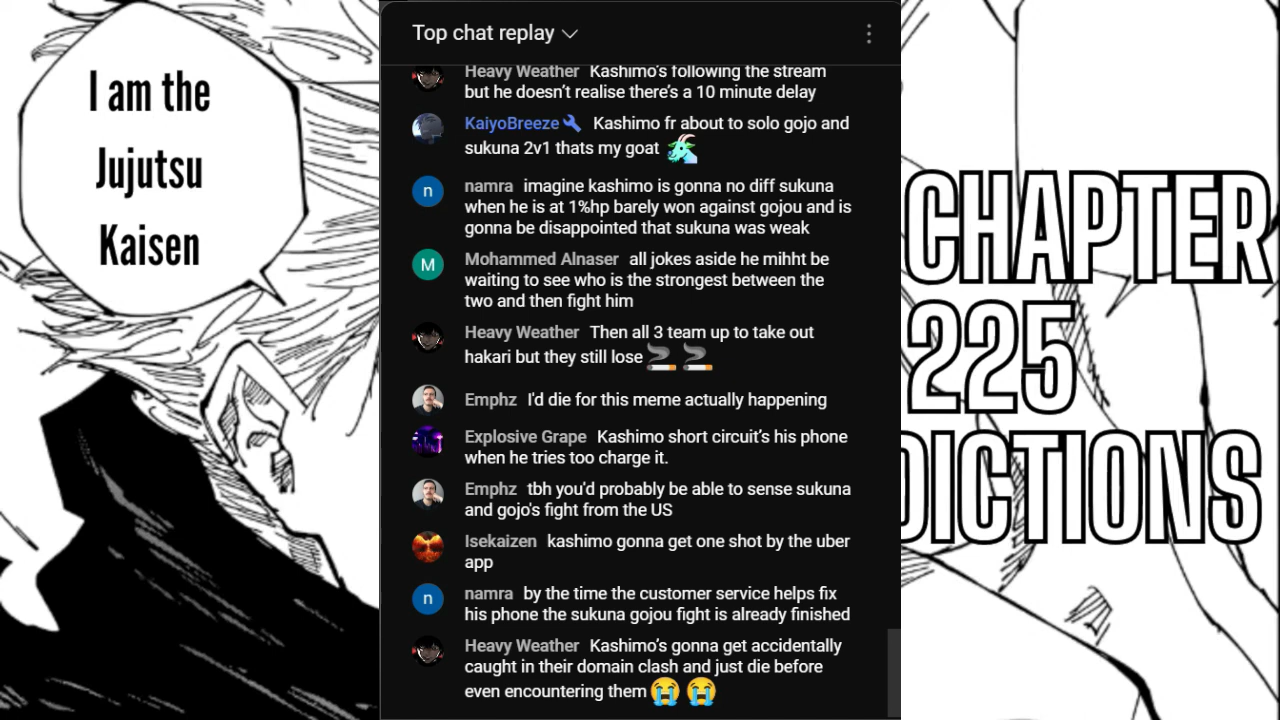 I am the
Jujutsu
Kaisen
Top chat replay
Heavy Weather Kashimo's following the stream
but he doesn't realise there's a 10 minute delay
KaiyoBreeze Kashimo fr about to solo gojo and
sukuna 2v1 thats my goat
n
namra imagine kashimo is gonna no diff sukuna
when he is at 1%hp barely won against gojou and is
gonna be disappointed that sukuna was weak
M
Mohammed Alnaser all jokes aside he mihht be
waiting to see who is the strongest between the
two and then fight him
Heavy Weather Then all 3 team up to take out
hakari but they still lose
Emphz I'd die for this meme actually happening
Explosive Grape Kashimo short circuit's his phone
when he tries too charge it.
Emphz tbh you'd probably be able to sense sukuna
and gojo's fight from the US
Isekaizen kashimo gonna get one shot by the uber
app
n
namra by the time the customer service helps fix
his phone the sukuna gojou fight is already finished
Heavy Weather Kashimo's gonna get accidentally
caught in their domain clash and just die before
even encountering them
CHAPTER
225
DICTIONS